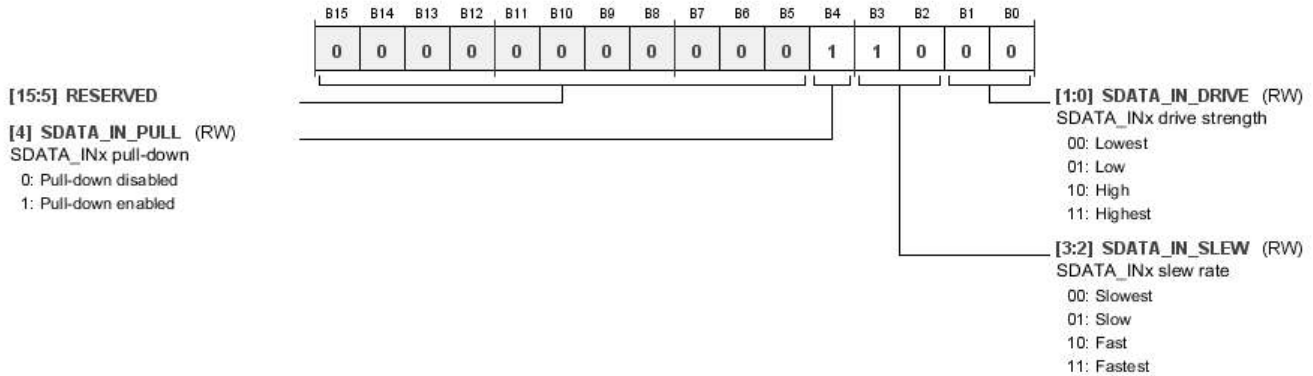 B15 B14 B13 B12 B11 B10 B9 B8 B7 B6 B5 B4 B3 B2 B1 B0
0 0 0 0 0 0 0 0 0 0 0 1 1 0 0 0
[15:5] RESERVED
[4] SDATA_IN_PULL (RW)
SDATA_INx pull-down
0: Pull-down disabled
1: Pull-down enabled
[1:0] SDATA_IN_DRIVE (RW)
SDATA_INx drive strength
00: Lowest
01: Low
10: High
11: Highest
[3:2] SDATA_IN_SLEW (RW)
SDATA_INx slew rate
00: Slowest
01: Slow
10: Fast
11: Fastest